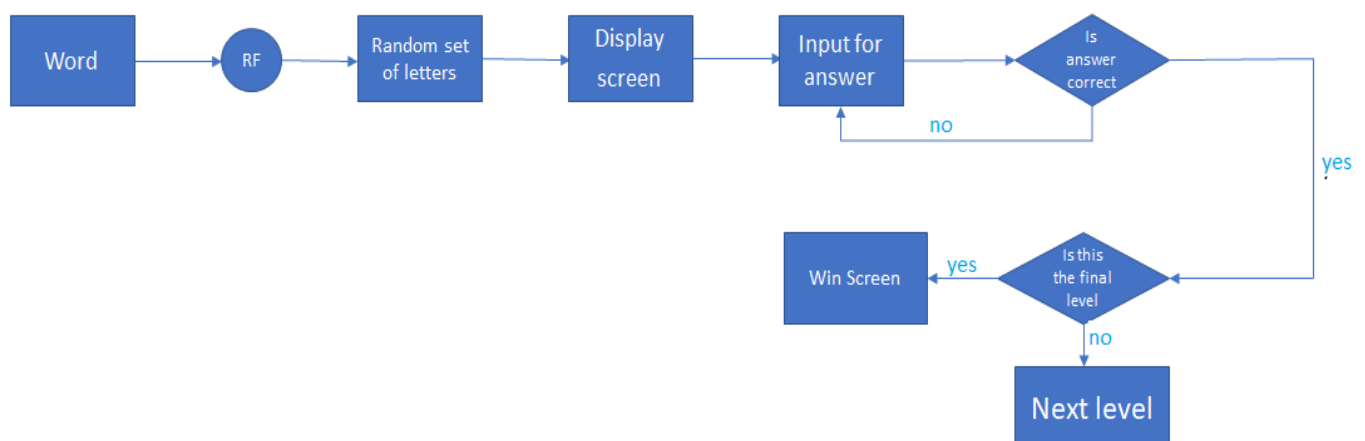 Word
RF
Random set
of letters
Display
screen
Input for
answer
Is
answer
correct
no
yes
Win Screen
yes
Is this
the final
level
no
Next level